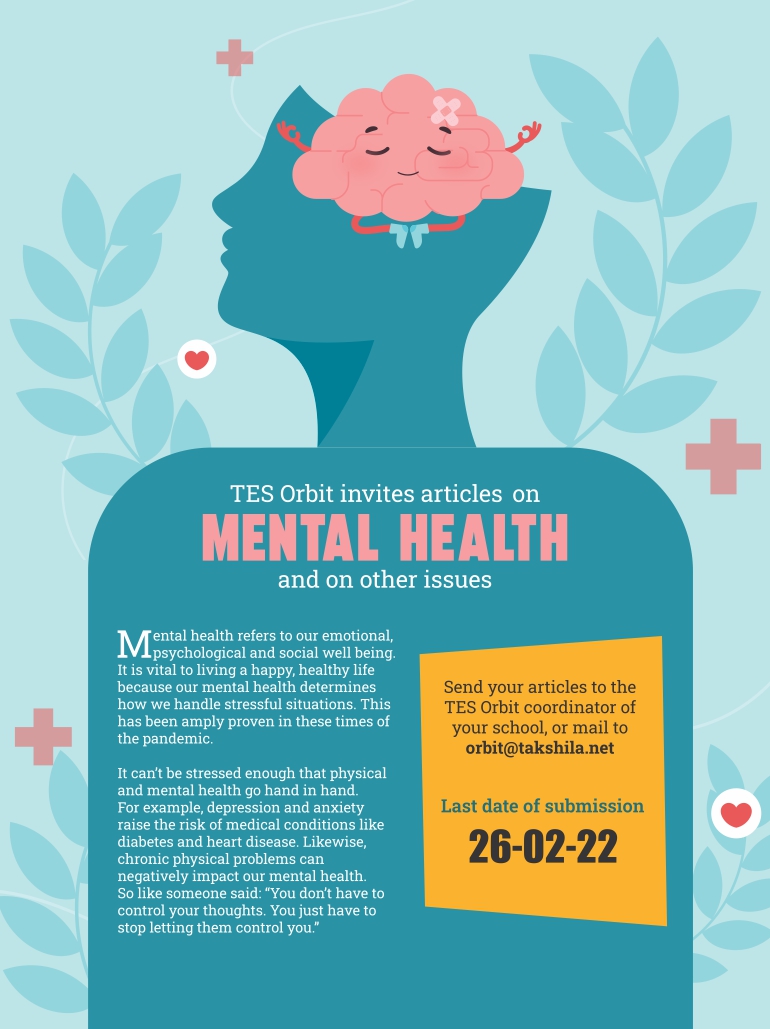 TES Orbit invites articles on
MENTAL HEALTH
and on other issues
Mental health refers to our emotional,
psychological and social well being.
It is vital to living a happy, healthy life
because our mental health determines
how we handle stressful situations. This
has been amply proven in these times of
the pandemic.
It can’t be stressed enough that physical
and mental health go hand in hand.
For example, depression and anxiety
raise the risk of medical conditions like
diabetes and heart disease. Likewise,
chronic physical problems can
negatively impact our mental health.
So like someone said: “You don’t have to
control your thoughts. You just have to
stop letting them control you.”
Send your articles to the
TES Orbit coordinator of
your school, or mail to
orbit@takshila.net
Last date of submission
26-02-22